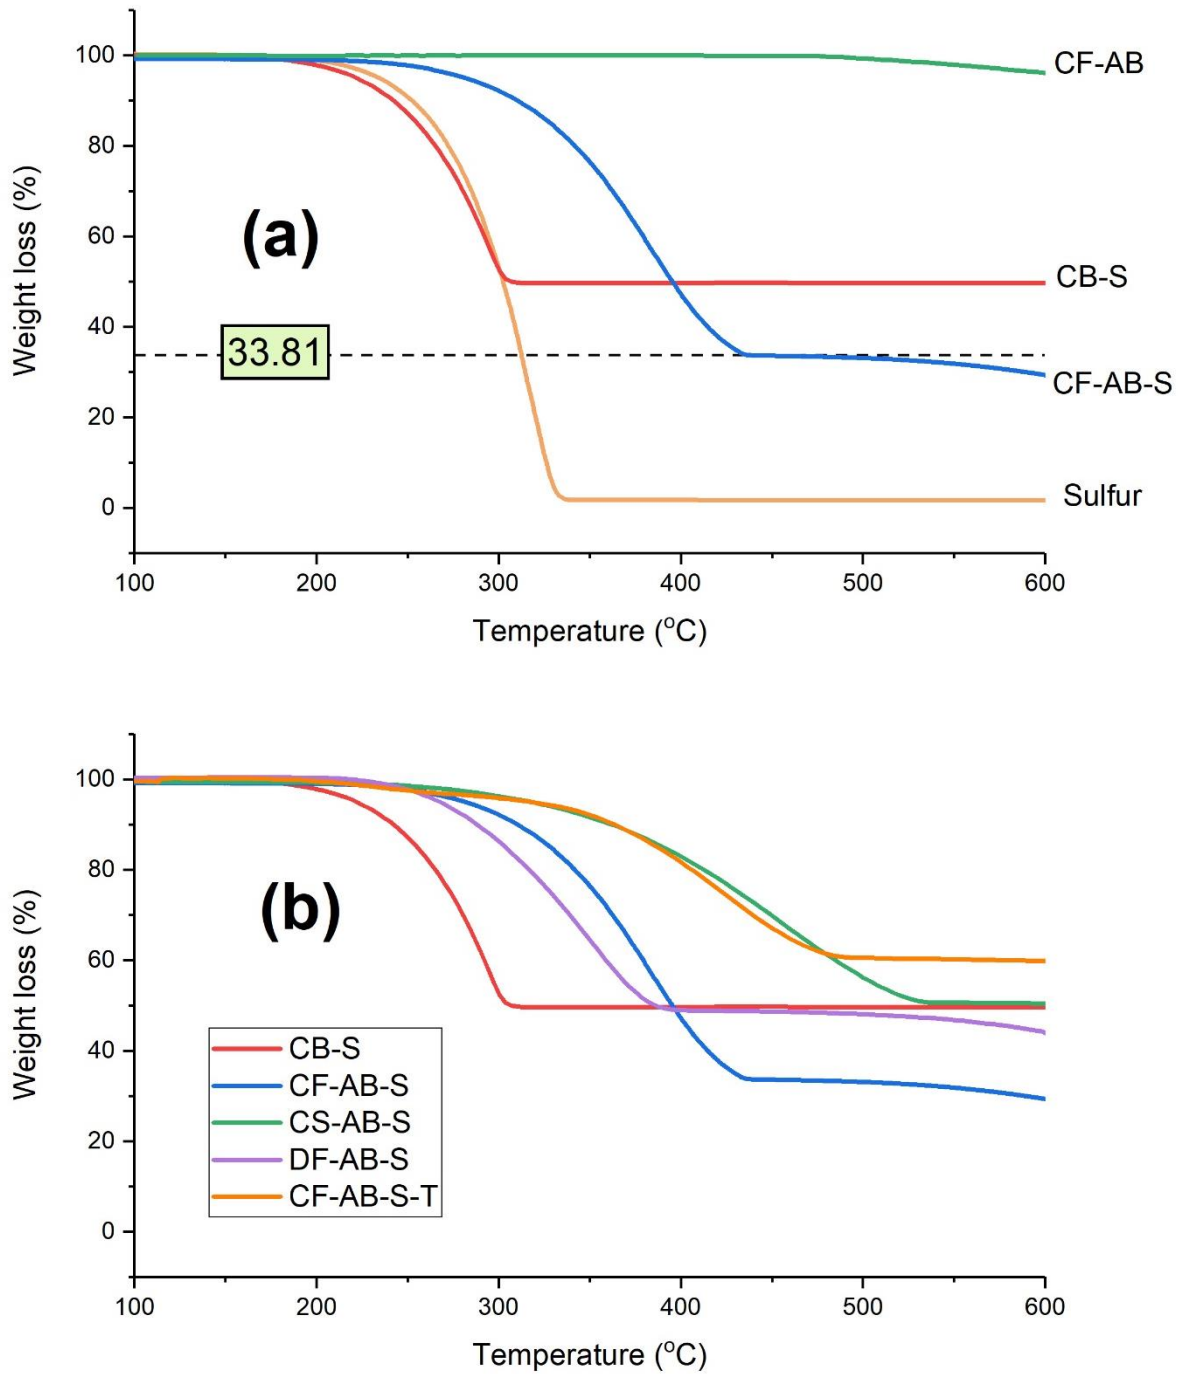 100
80
60
40
20
0
Weight loss (%)
(a)
33.81
CF-AB
CB-S
CF-AB-S
Sulfur
100
200
300
400
500
600
Temperature (°C)
100
80
60
40
20
0
Weight loss (%)
(b)
CB-S
CF-AB-S
CS-AB-S
DF-AB-S
CF-AB-S-T
100
200
300
400
500
600
Temperature (°C)